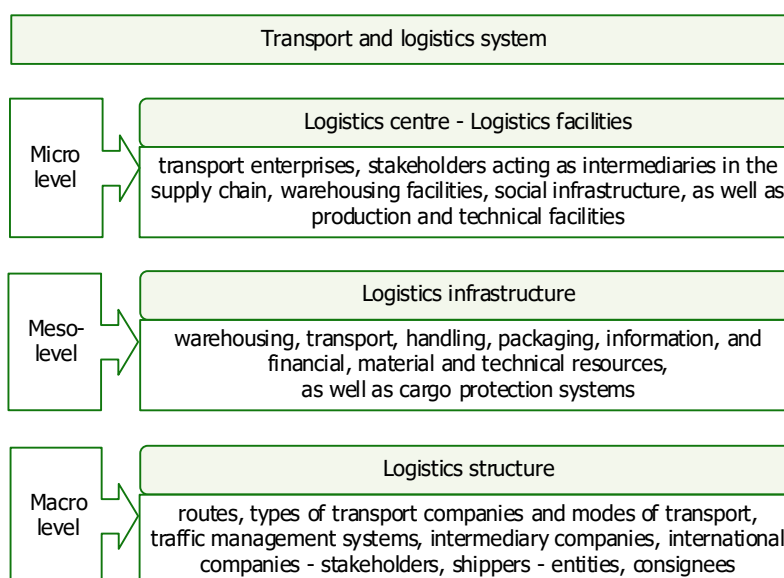 Transport and logistics system
Micro
level
Logistics centre - Logistics facilities
transport enterprises, stakeholders acting as intermediaries in the
supply chain, warehousing facilities, social infrastructure, as well as
production and technical facilities
Meso-
level
Logistics infrastructure
warehousing, transport, handling, packaging, information, and
financial, material and technical resources,
as well as cargo protection systems
Macro
level
Logistics structure
routes, types of transport companies and modes of transport,
traffic management systems, intermediary companies, international
companies - stakeholders, shippers - entities, consignees